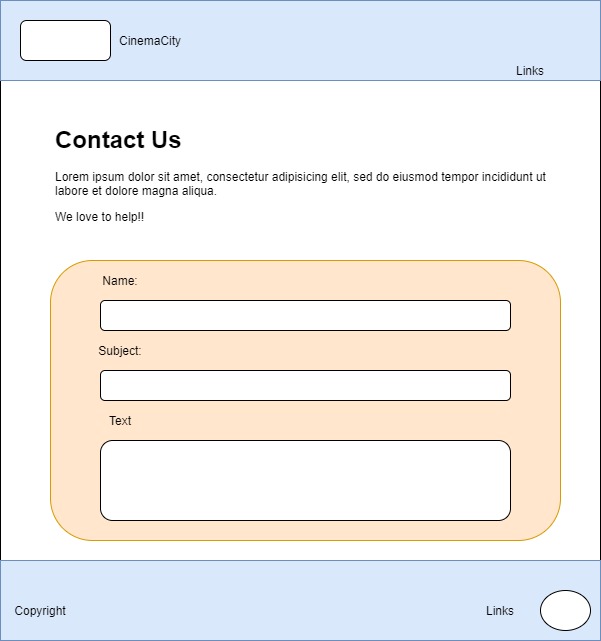 CinemaCity
Links
Contact Us
Lorem ipsum dolor sit amet, consectetur adipisicing elit, sed do eiusmod tempor incididunt ut
labore et dolore magna aliqua.
We love to help!!
Name:
Subject:
Text
Copyright
Links